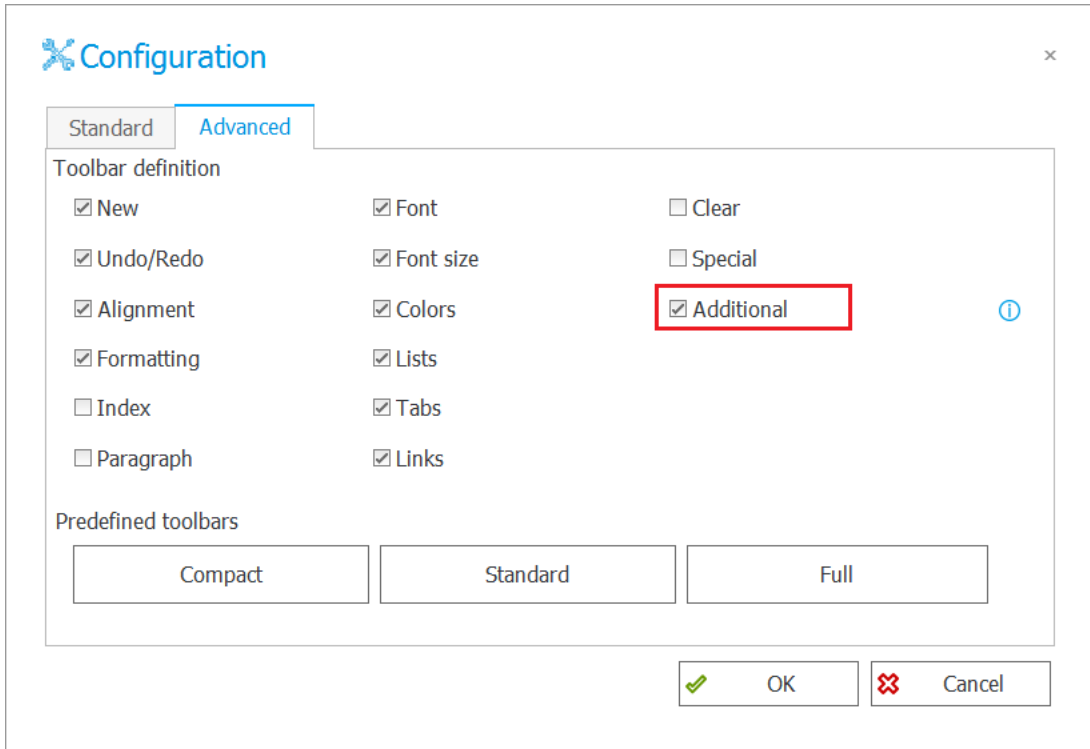 Configuration
×
Standard Advanced
Toolbar definition
New Font Clear
Undo/Redo Font size Special
Alignment Colors Additional
Formatting Lists
Index Tabs
Paragraph Links
Predefined toolbars
Compact Standard Full
OK Cancel